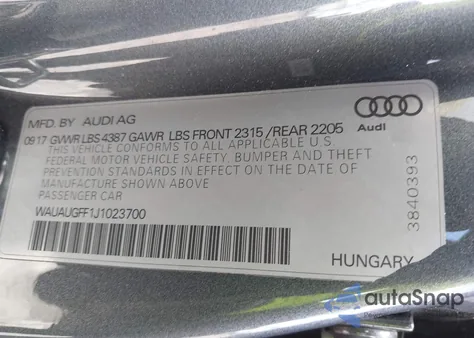 MFD. BY AUDI AG
0917 GVWR LBS 4387 GAWR LBS FRONT 2315 /REAR 2205
THIS VEHICLE CONFORMS TO ALL APPLICABLE U.S
FEDERAL MOTOR VEHICLE SAFETY, BUMPER AND THEFT
PREVENTION STANDARDS IN EFFECT ON THE DATE OF
MANUFACTURE SHOWN ABOVE
PASSENGER CAR
WAUAUGFF1J1023700
Audi
3840393
HUNGARY
autoSnap